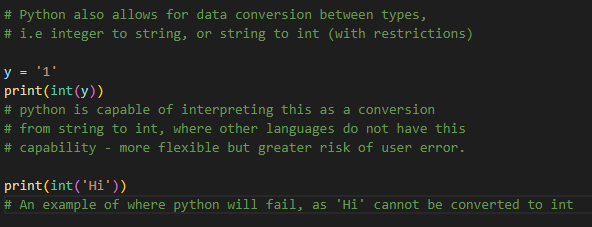 # Python also allows for data conversion between types,
# i.e integer to string, or string to int (with restrictions)
y = '1'
print(int(y))
# python is capable of interpreting this as a conversion
# from string to int, where other languages do not have this
# capability - more flexible but greater risk of user error.
print(int('Hi'))
# An example of where python will fail, as 'Hi' cannot be converted to int